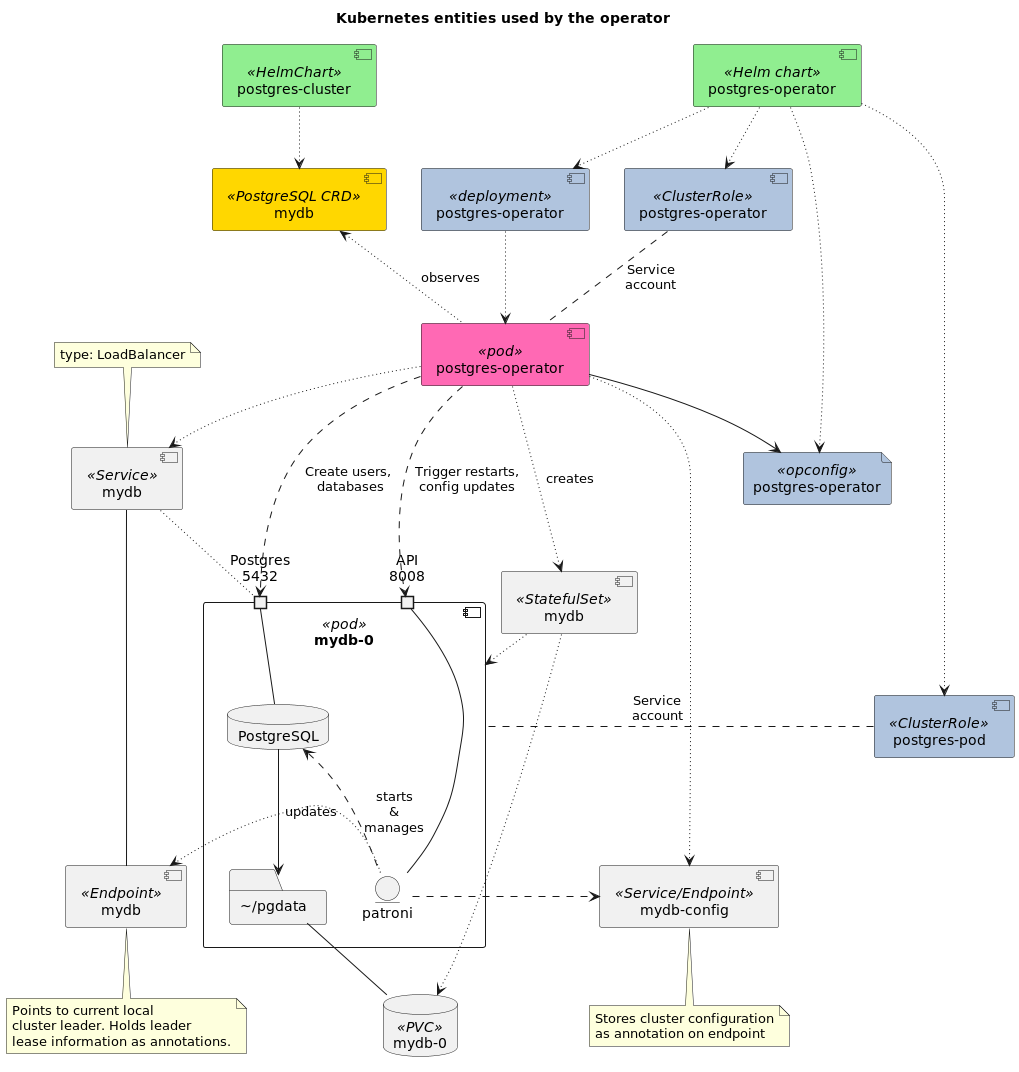 Kubernetes entities used by the operator
«HelmChart»
postgres-cluster
«Helm chart»
postgres-operator
«PostgreSQL CRD»
mydb
«deployment»
postgres-operator
«ClusterRole»
postgres-operator
observes
Service
account
type: LoadBalancer
«pod»
postgres-operator
«Service»
mydb
Create users,
databases
Trigger restarts,
config updates
creates
«opconfig»
postgres-operator
Postgres
5432
API
8008
«StatefulSet»
mydb
«pod»
mydb-0
Service
account
«ClusterRole»
postgres-pod
PostgreSQL
updates
starts
&
manages
«Endpoint»
mydb
~/pgdata
patroni
«Service/Endpoint»
mydb-config
Points to current local
cluster leader. Holds leader
lease information as annotations.
«PVC»
mydb-0
Stores cluster configuration
as annotation on endpoint